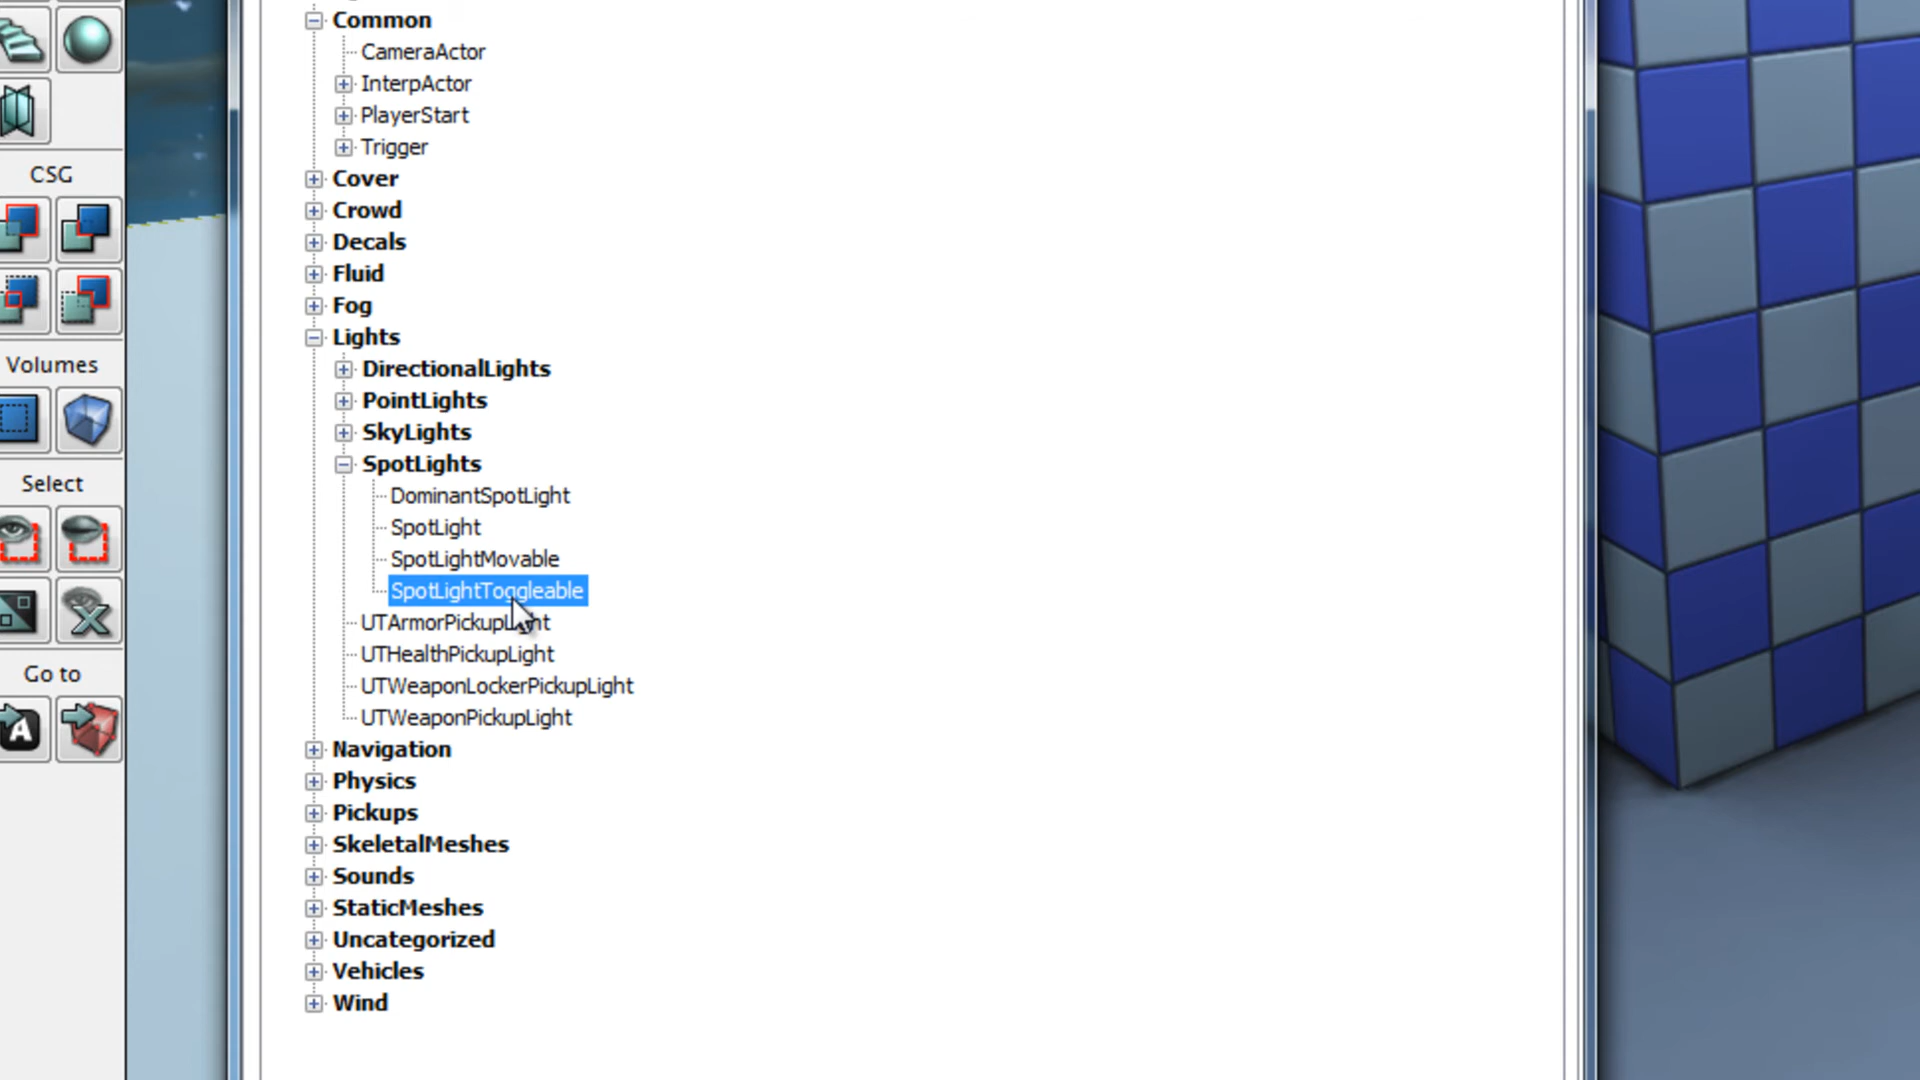 Common
CameraActor
InterpActor
PlayerStart
Trigger
Cover
CSG
Crowd
Decals
Fluid
Fog
Lights
Volumes
DirectionalLights
PointLights
SkyLights
SpotLights
Select
DominantSpotLight
SpotLight
SpotLightMovable
SpotLightToggleable
UTArmorPickupLight
UTHealthPickupLight
Go to
UTWeaponLockerPickupLight
UTWeaponPickupLight
A
Navigation
Physics
Pickups
SkeletalMeshes
Sounds
StaticMeshes
Uncategorized
Vehicles
Wind